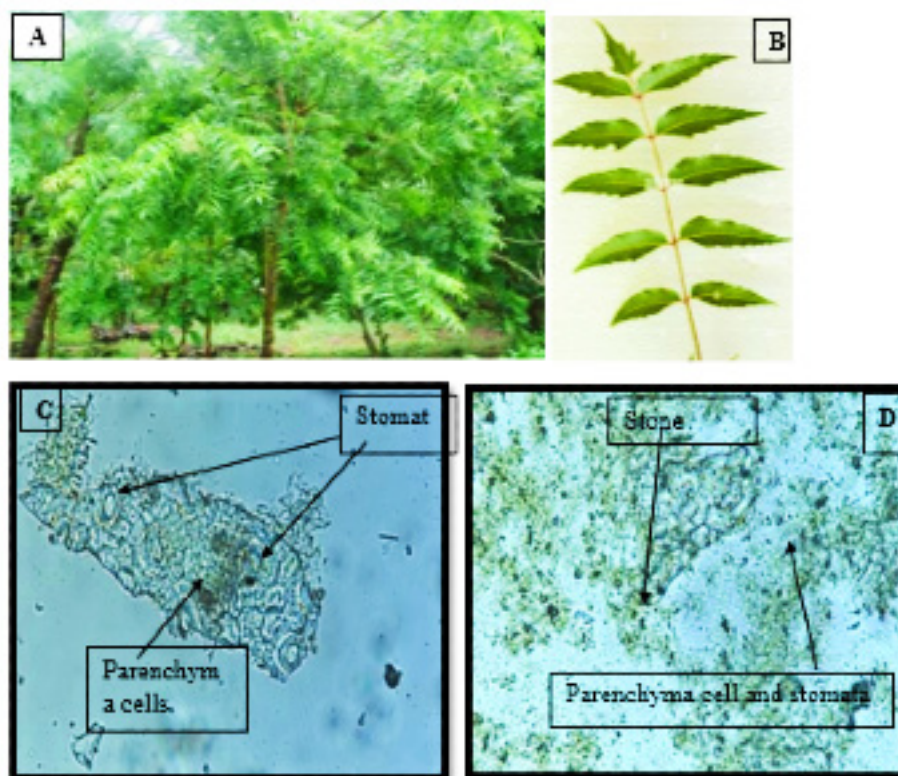 A
B
C
Stomat
Parenchym
a cells.
Stone
D
Parenchyma cell and stomata